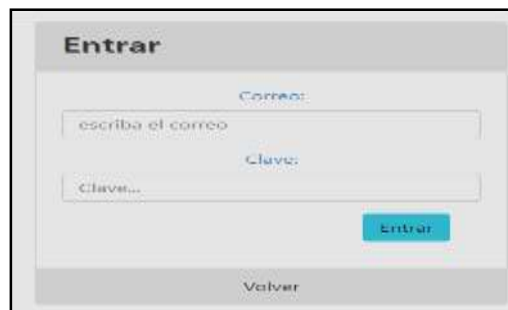 Entrar
Correo:
escriba el correo
Clave:
Clave...
Entrar
Volver